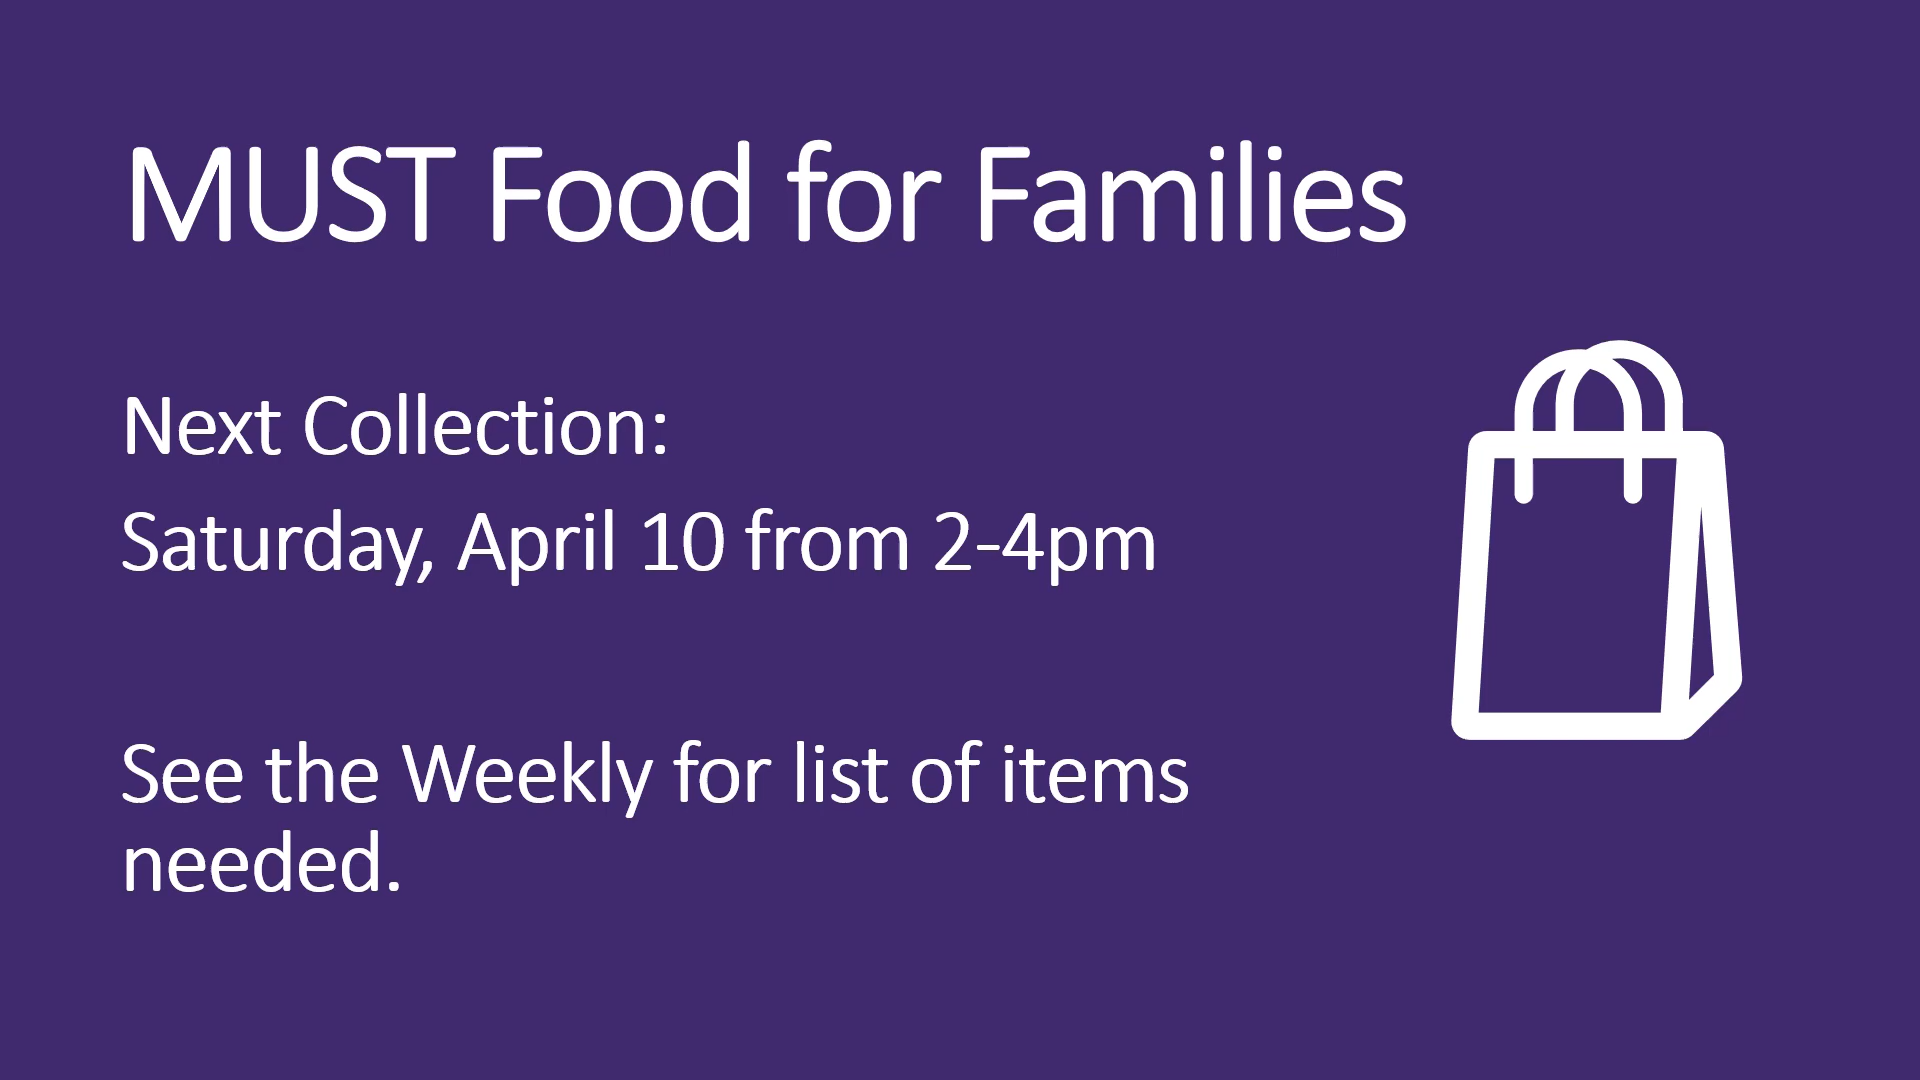 MUST Food for Families
Next Collection:
Saturday, April 10 from 2-4pm
See the Weekly for list of items
needed.